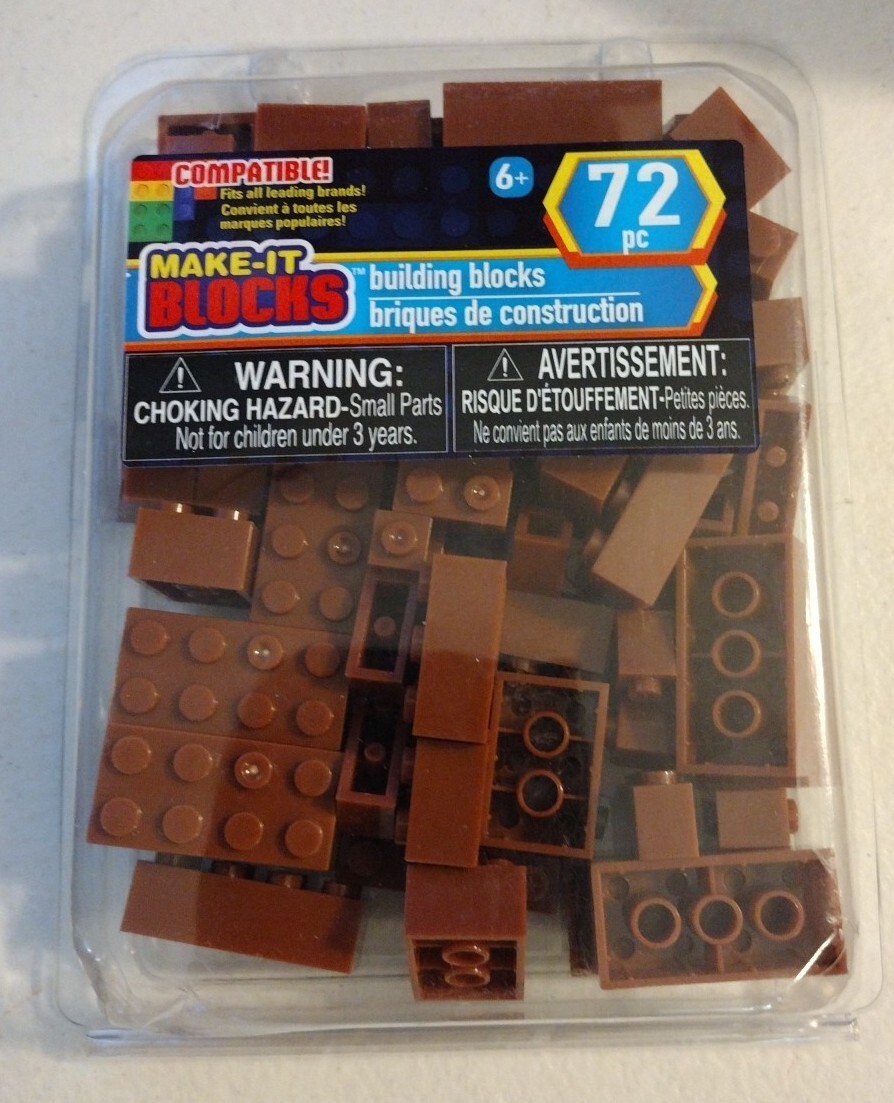 COMPATIBLE!
Fits all leading brands!
Convient à toutes les
marques populaires!
6+
72
pc
MAKE-IT
BLOCKS™
building blocks
briques de construction
WARNING:
CHOKING HAZARD-Small Parts
Not for children under 3 years.
AVERTISSEMENT:
RISQUE D'ÉTOUFFEMENT-Petites pièces.
Ne convient pas aux enfants de moins de 3 ans.